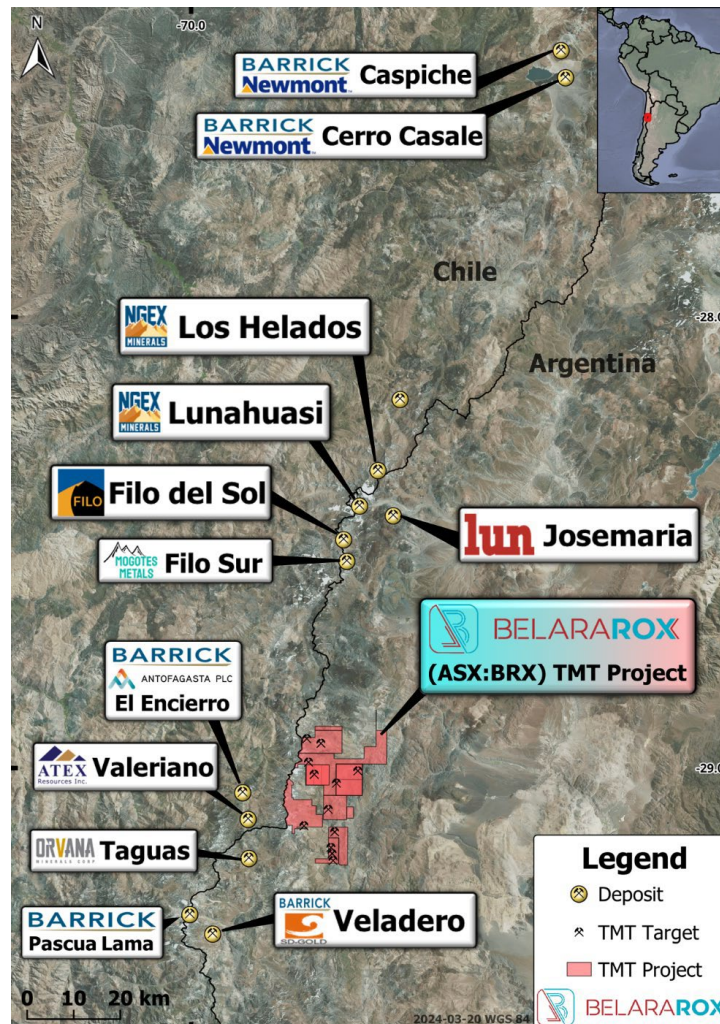 N
-70.0
BARRICK
Newmont™ Caspiche
BARRICK
Newmont™ Cerro Casale
Chile
-28.0
Argentina
NGEX
MINERALS
Los Helados
NGEX
MINERALS
Lunahuasi
FILO
Filo del Sol
lun Josemaria
MOGOTES
METALS
Filo Sur
BELARAROX
(ASX:BRX) TMT Project
BARRICK
ANTOFAGASTA PLC
El Encierro
-29.0
ATEX
Resources Inc.
Valeriano
ORVANA
MINERALS CORP
Taguas
BARRICK
Pascua Lama
BARRICK
SD-GOLD
Veladero
Legend
Deposit
TMT Target
TMT Project
BELARAROX
0 10 20 km
2024-03-20 WGS 84